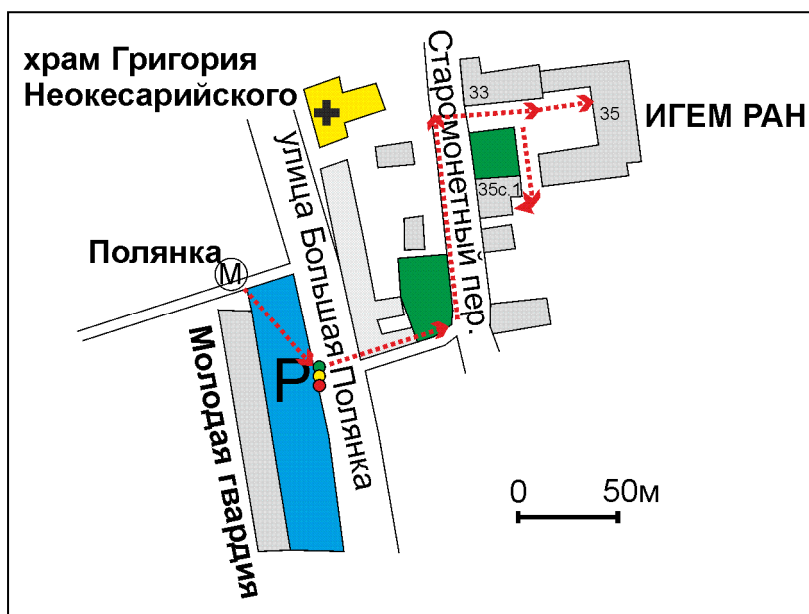 храм Григория
Неокесарийского
Старомонетный пер.
33
35
ИГЕМ РАН
35с.1
улица Большая Полянка
Полянка
М
Р
Молодая гвардия
0 50м